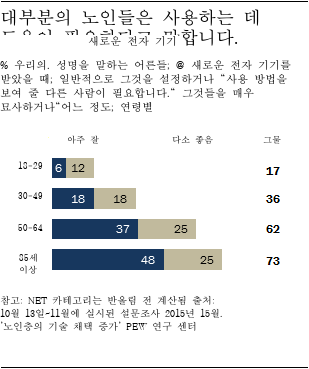 대부분의 노인들은 사용하는 데
새로운 전자 기기
% 우리의. 성명을 말하는 어른들; @ 새로운 전자 기기를
받았을 때; 일반적으로 그것을 설정하거나 “사용 방법을
보여 줄 다른 사람이 필요합니다.“ 그것들을 매우
묘사하거나“어느 정도; 연령별
아주 잘 다소 좋음 그물
13-29 6 12 17
30-49 18 18 36
50-64 37 25 62
35세
이상 48 25 73
참고: NET 카테고리는 반올림 전 계산됨 출처:
10월 13일~11월에 실시된 설문조사 2015년 15월.
'노인층의 기술 채택 증가' PEW 연구 센터